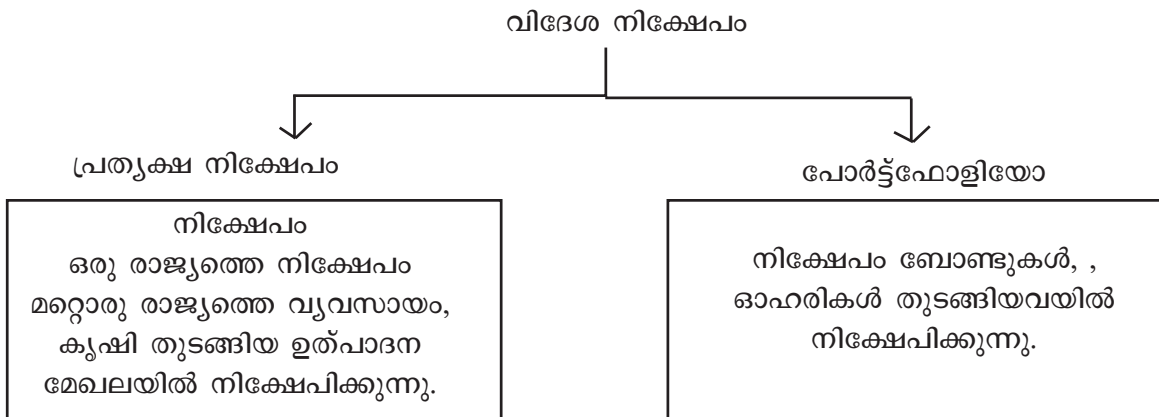 വിദേശ നിക്ഷേപം
പ്രത്യക്ഷ നിക്ഷേപം
നിക്ഷേപം
ഒരു രാജ്യത്തെ നിക്ഷേപം
മറ്റൊരു രാജ്യത്തെ വ്യവസായം,
കൃഷി തുടങ്ങിയ ഉത്പാദന
മേഖലയിൽ നിക്ഷേപിക്കുന്നു.
പോർട്ട്ഫോളിയോ
നിക്ഷേപം ബോണ്ടുകൾ, ,
ഓഹരികൾ തുടങ്ങിയവയിൽ
നിക്ഷേപിക്കുന്നു.